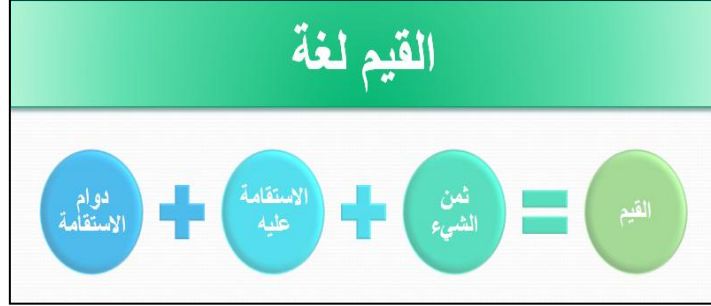 القيم لغة
القيم
=
ثمن
الشيء
+
الاستقامة
عليه
+
دوام
الاستقامة